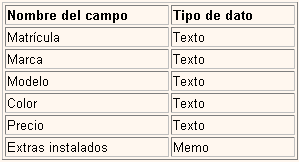 Nombre del campo Tipo de dato
Matrícula Texto
Marca Texto
Modelo Texto
Color Texto
Precio Texto
Extras instalados Memo